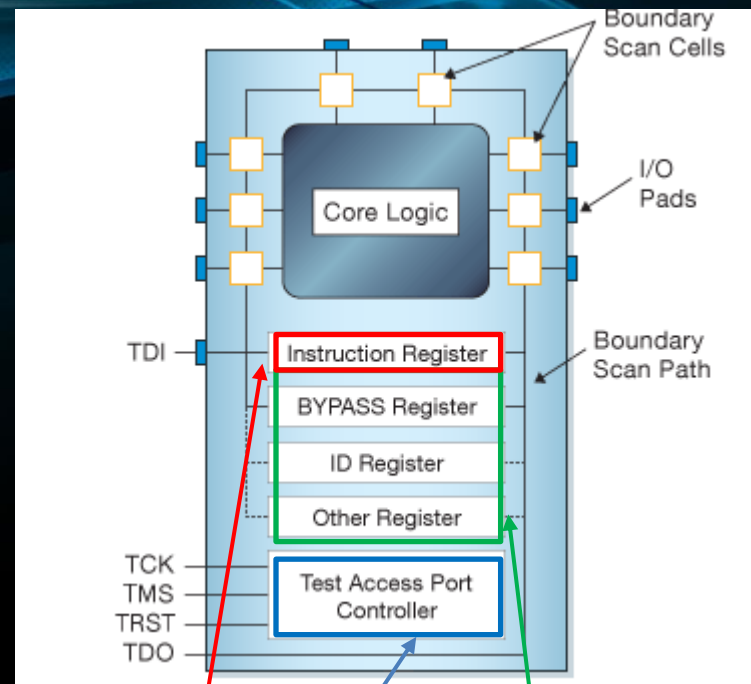 Boundary
Scan Cells
I/O
Pads
Core Logic
TDI
Instruction Register
Boundary
Scan Path
BYPASS Register
ID Register
Other Register
TCK
TMS
TRST
TDO
Test Access Port
Controller